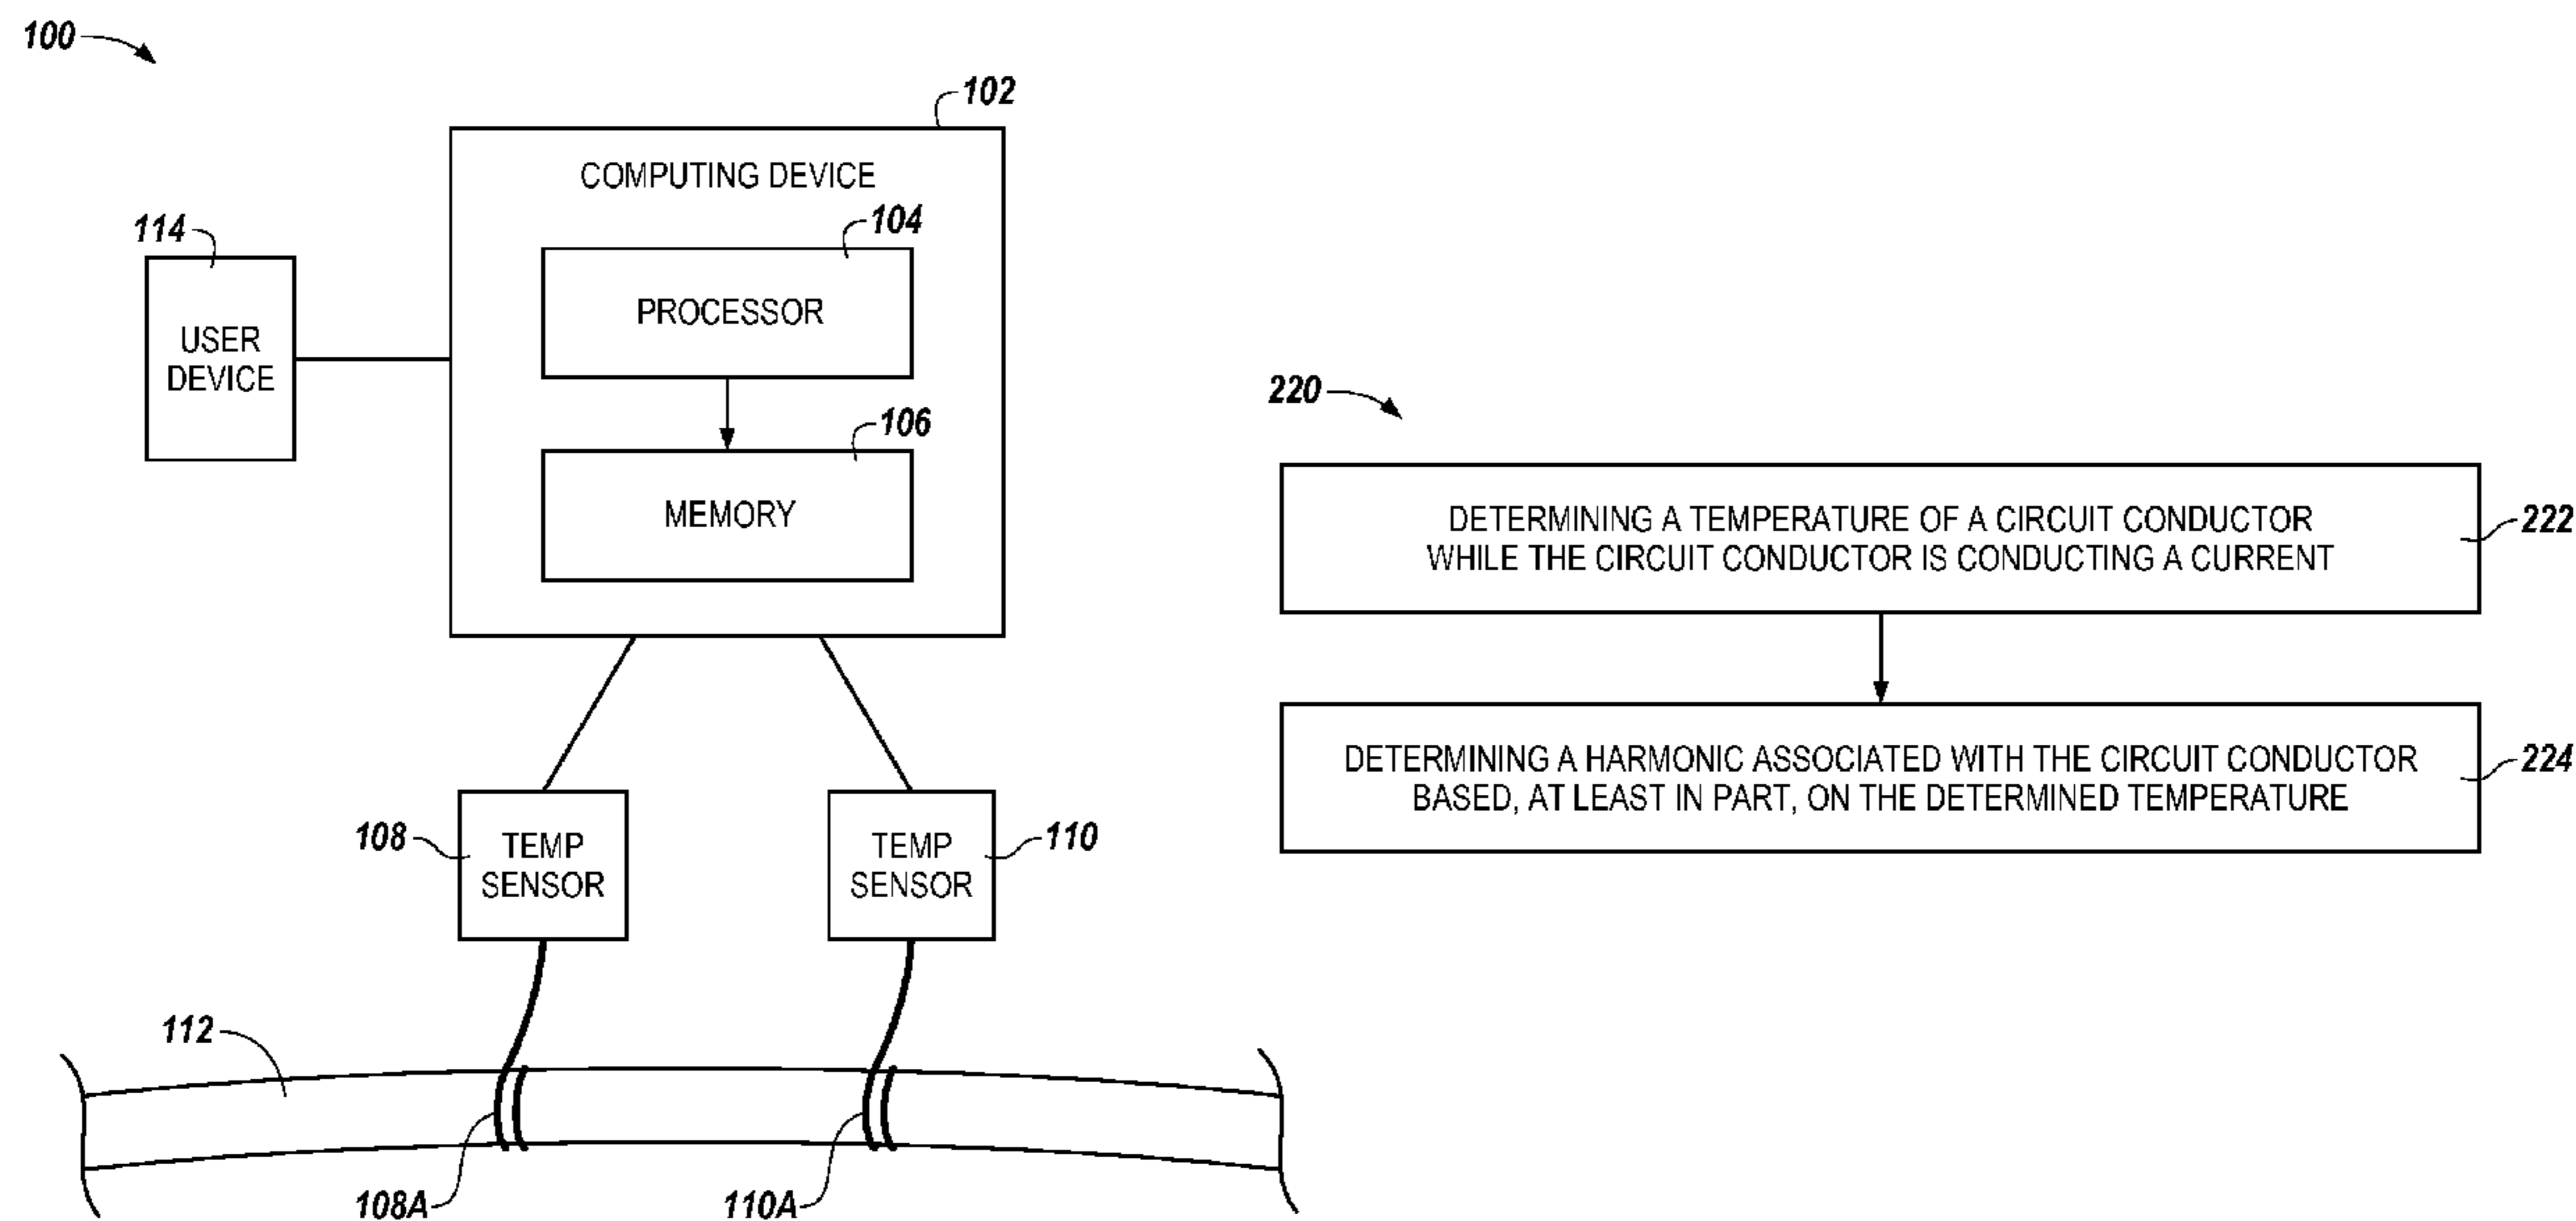 100
102
COMPUTING DEVICE
104
PROCESSOR
106
MEMORY
114
USER
DEVICE
108
TEMP
SENSOR
TEMP
SENSOR
110
112
108A
110A
220
DETERMINING A TEMPERATURE OF A CIRCUIT CONDUCTOR
WHILE THE CIRCUIT CONDUCTOR IS CONDUCTING A CURRENT
222
DETERMINING A HARMONIC ASSOCIATED WITH THE CIRCUIT CONDUCTOR
BASED, AT LEAST IN PART, ON THE DETERMINED TEMPERATURE
224